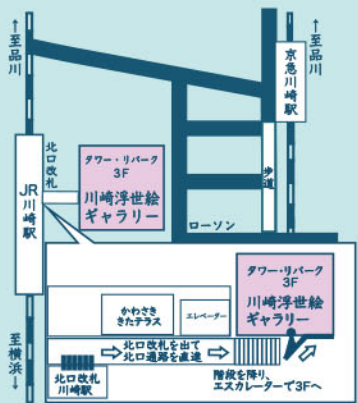 ←至品川
京急川崎駅
←至品川
北口改札
タワー・リパーク
3F
川崎浮世絵
ギャラリー
JR川崎駅
歩道
ローソン
タワー・リパーク
3F
川崎浮世絵
ギャラリー
かわさき
きたテラス
エレベーター
至横浜→
北口改札を出て
北口通路を直進
北口改札
川崎駅
階段を降り、
エスカレーターで3Fへ